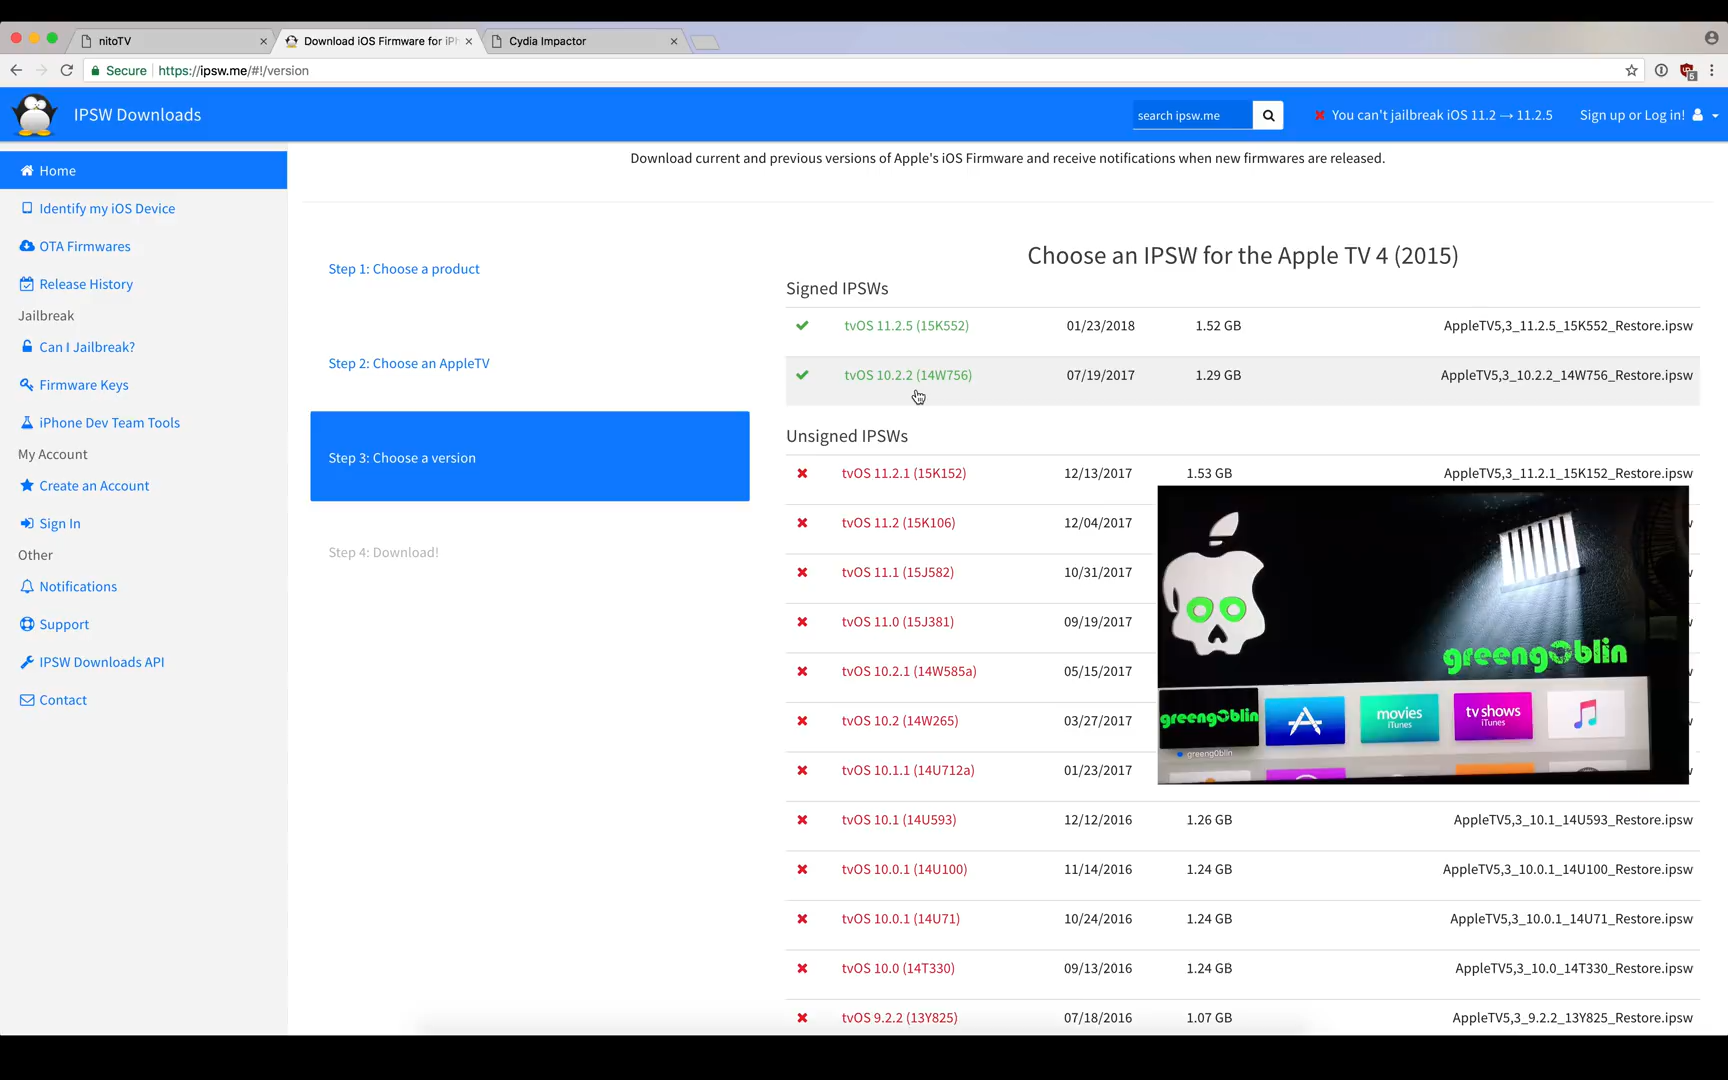 nitoTV
Download iOS Firmware for iPh
Cydia Impactor
Secure https://ipsw.me/#!/version
IPSW Downloads
search ipsw.me
You can't jailbreak iOS 11.2 → 11.2.5
Sign up or Log in!
Home
Identify my iOS Device
OTA Firmwares
Release History
Jailbreak
Can I Jailbreak?
Firmware Keys
iPhone Dev Team Tools
My Account
Create an Account
Sign In
Other
Notifications
Support
IPSW Downloads API
Contact
Download current and previous versions of Apple's iOS Firmware and receive notifications when new firmwares are released.
Step 1: Choose a product
Step 2: Choose an AppleTV
Step 3: Choose a version
Step 4: Download!
Choose an IPSW for the Apple TV 4 (2015)
Signed IPSWs
tvOS 11.2.5 (15K552) 01/23/2018 1.52 GB AppleTV5,3_11.2.5_15K552_Restore.ipsw
tvOS 10.2.2 (14W756) 07/19/2017 1.29 GB AppleTV5,3_10.2.2_14W756_Restore.ipsw
Unsigned IPSWs
tvOS 11.2.1 (15K152) 12/13/2017 1.53 GB AppleTV5,3_11.2.1_15K152_Restore.ipsw
tvOS 11.2 (15K106) 12/04/2017
tvOS 11.1 (15J582) 10/31/2017
tvOS 11.0 (15J381) 09/19/2017
tvOS 10.2.1 (14W585a) 05/15/2017
tvOS 10.2 (14W265) 03/27/2017
tvOS 10.1.1 (14U712a) 01/23/2017
tvOS 10.1 (14U593) 12/12/2016 1.26 GB AppleTV5,3_10.1_14U593_Restore.ipsw
tvOS 10.0.1 (14U100) 11/14/2016 1.24 GB AppleTV5,3_10.0.1_14U100_Restore.ipsw
tvOS 10.0.1 (14U71) 10/24/2016 1.24 GB AppleTV5,3_10.0.1_14U71_Restore.ipsw
tvOS 10.0 (14T330) 09/13/2016 1.24 GB AppleTV5,3_10.0_14T330_Restore.ipsw
tvOS 9.2.2 (13Y825) 07/18/2016 1.07 GB AppleTV5,3_9.2.2_13Y825_Restore.ipsw
greeng0blin
greeng0blin
movies
iTunes
tv shows
iTunes
greeng0blin